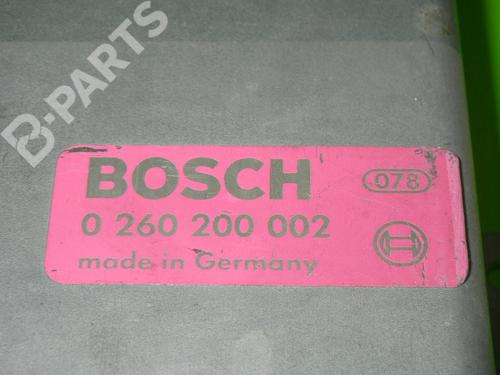 B-PARTS
BOSCH
078
0 260 200 002
made in Germany